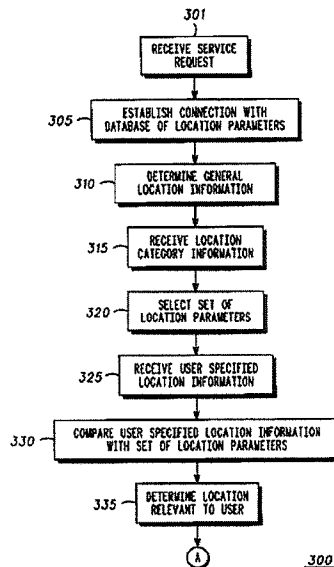 301
RECEIVE SERVICE
REQUEST
305
ESTABLISH CONNECTION WITH
DATABASE OF LOCATION PARAMETERS
310
DETERMINE GENERAL
LOCATION INFORMATION
315
RECEIVE LOCATION
CATEGORY INFORMATION
320
SELECT SET OF
LOCATION PARAMETERS
325
RECEIVE USER SPECIFIED
LOCATION INFORMATION
330
COMPARE USER SPECIFIED LOCATION INFORMATION
WITH SET OF LOCATION PARAMETERS
335
DETERMINE LOCATION
RELEVANT TO USER
A
300